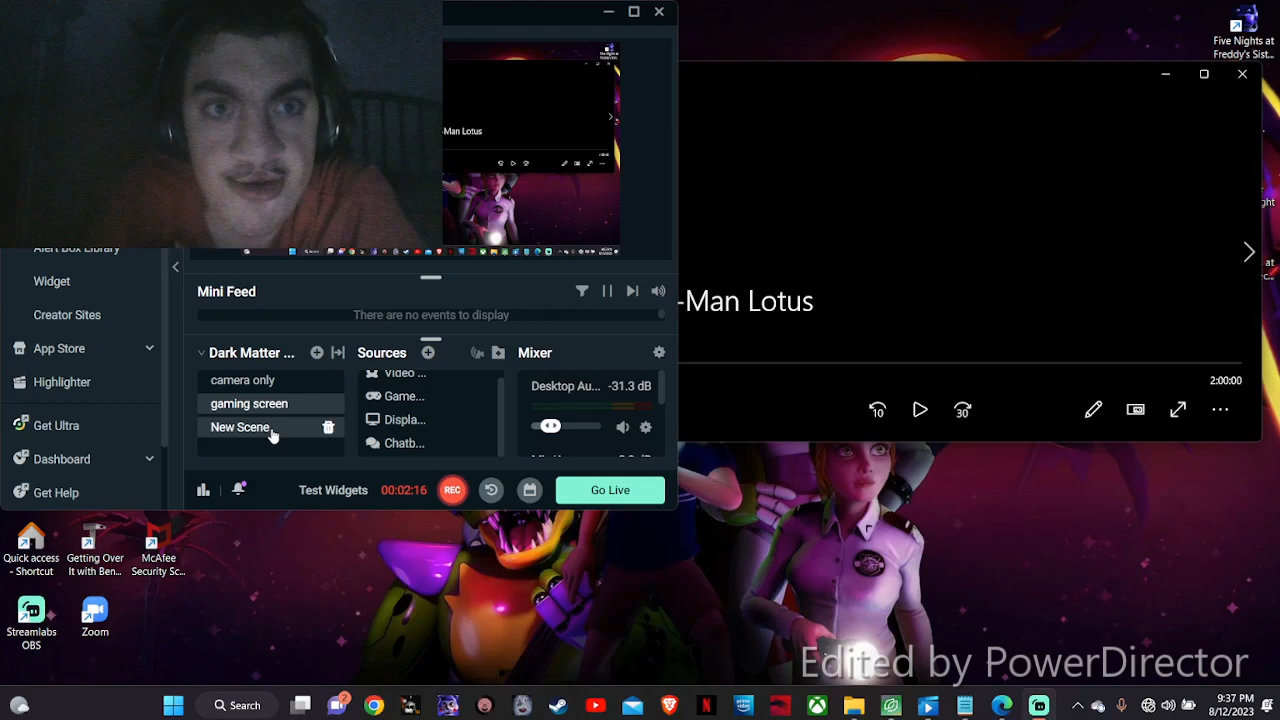 Five Nights at
Freddy's Sist...
-Man Lotus
Alert Box Library
Widget
Creator Sites
App Store
Highlighter
Get Ultra
Dashboard
Get Help
Mini Feed
There are no events to display
Dark Matter ...
Sources
Mixer
camera only
gaming screen
New Scene
Video ...
Game...
Displa...
Chatb...
Desktop Au... -31.3 dB
Test Widgets
00:02:16
REC
Go Live
-Man Lotus
2:00:00
10
30
Quick access
- Shortcut
Getting Over
It with Ben...
McAfee
Security Sc...
Streamlabs
OBS
Zoom
Edited by PowerDirector
Search
2
9:37 PM
8/12/2023